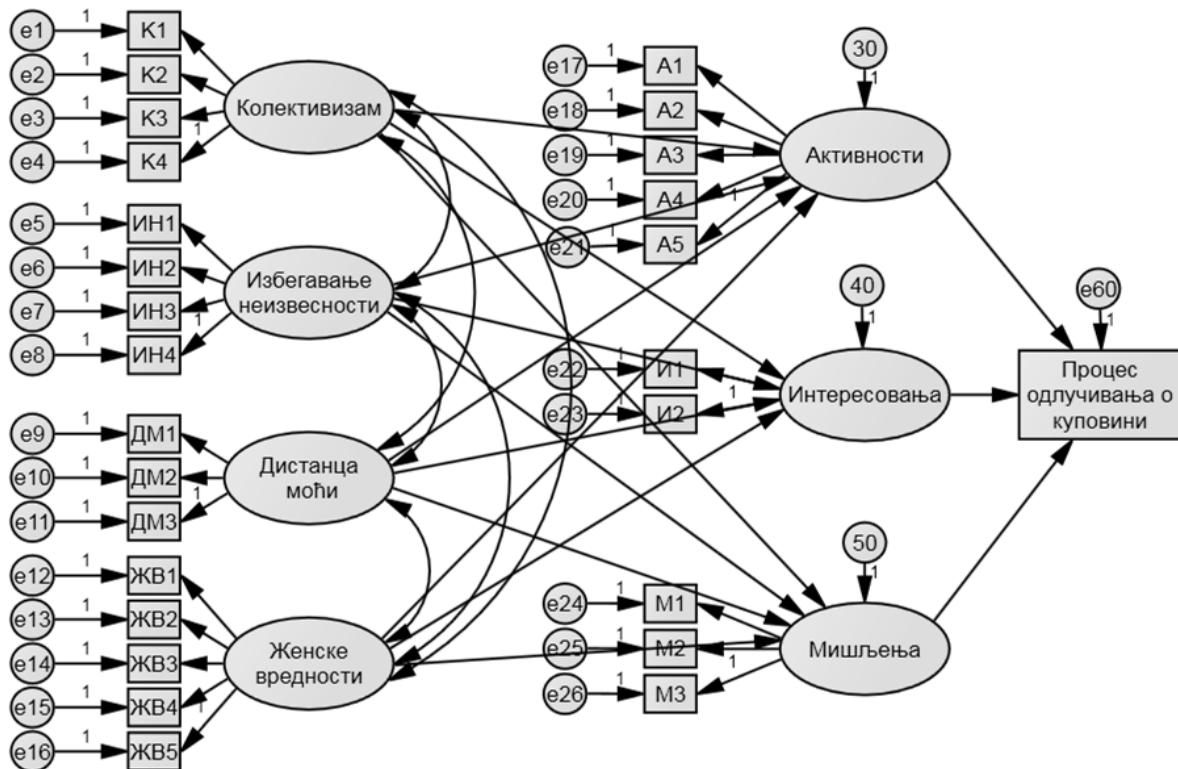 e1 1 К1
e2 1 К2
e3 1 К3
e4 1 К4
1
Колективизам
e5 1 ИН1
e6 1 ИН2
e7 1 ИН3
e8 1 ИН4
1
Избегавање
неизвесности
e9 1 ДМ1
e10 1 ДМ2
e11 1 ДМ3
1
Дистанца
моћи
e12 1 ЖВ1
e13 1 ЖВ2
e14 1 ЖВ3
e15 1 ЖВ4
e16 1 ЖВ5
1
Женске
вредности
e17 1 А1
e18 1 А2
e19 1 А3
e20 1 А4
e21 1 А5
1
30
1
Активности
e22 1 И1
e23 1 И2
1
40
1
Интересовања
e24 1 М1
e25 1 М2
e26 1 М3
1
50
1
Мишљења
e60
1
Процес
одлучивања о
куповини